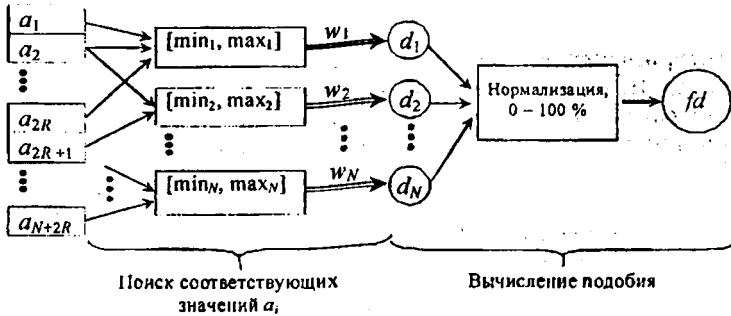 a₁
a₂
a₂R
a₂R+1
aN+2R
[min₁, max₁]
[min₂, max₂]
[minN, maxN]
w₁
w₂
wN
d₁
d₂
dN
Нормализация,
0 – 100 %
fd
Поиск соответствующих
значений aᵢ
Вычисление подобия